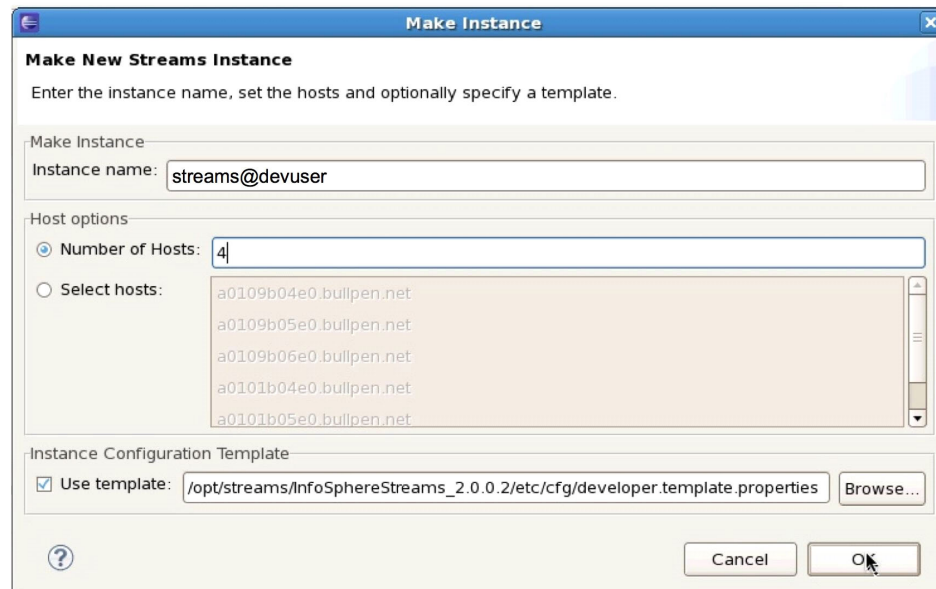 Make Instance
Make New Streams Instance
Enter the instance name, set the hosts and optionally specify a template.
Make Instance
Instance name: streams@devuser
Host options
Number of Hosts: 4
Select hosts: a0109b04e0.bullpen.net
a0109b05e0.bullpen.net
a0109b06e0.bullpen.net
a0101b04e0.bullpen.net
a0101b05e0.bullpen.net
Instance Configuration Template
Use template: /opt/streams/InfoSphereStreams_2.0.0.2/etc/cfg/developer.template.properties Browse...
? Cancel OK